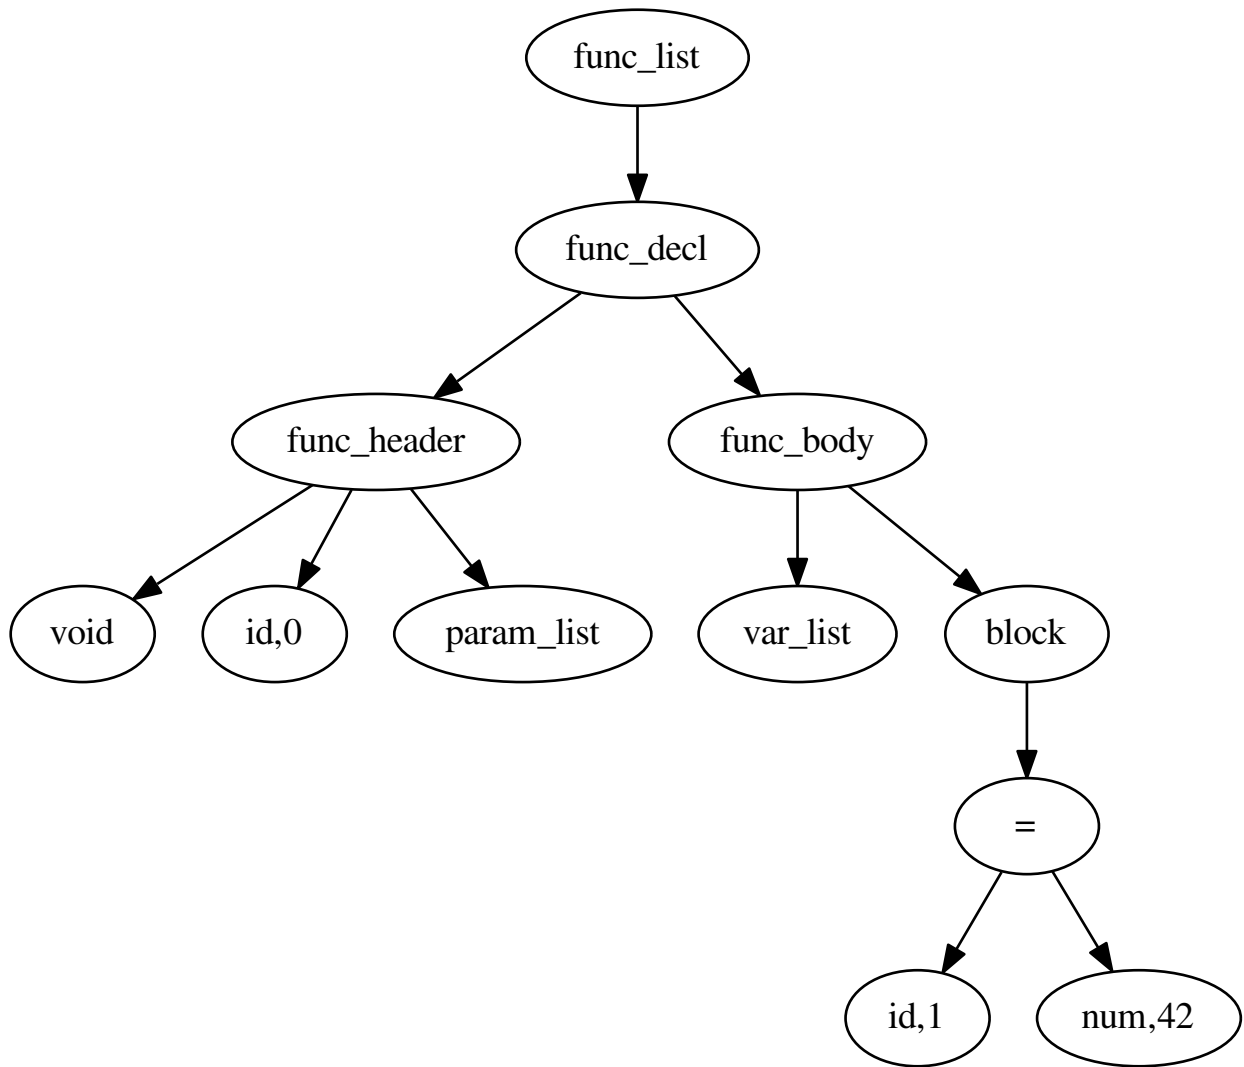 func_list
func_decl
func_header
func_body
void
id,0
param_list
var_list
block
=
id,1
num,42